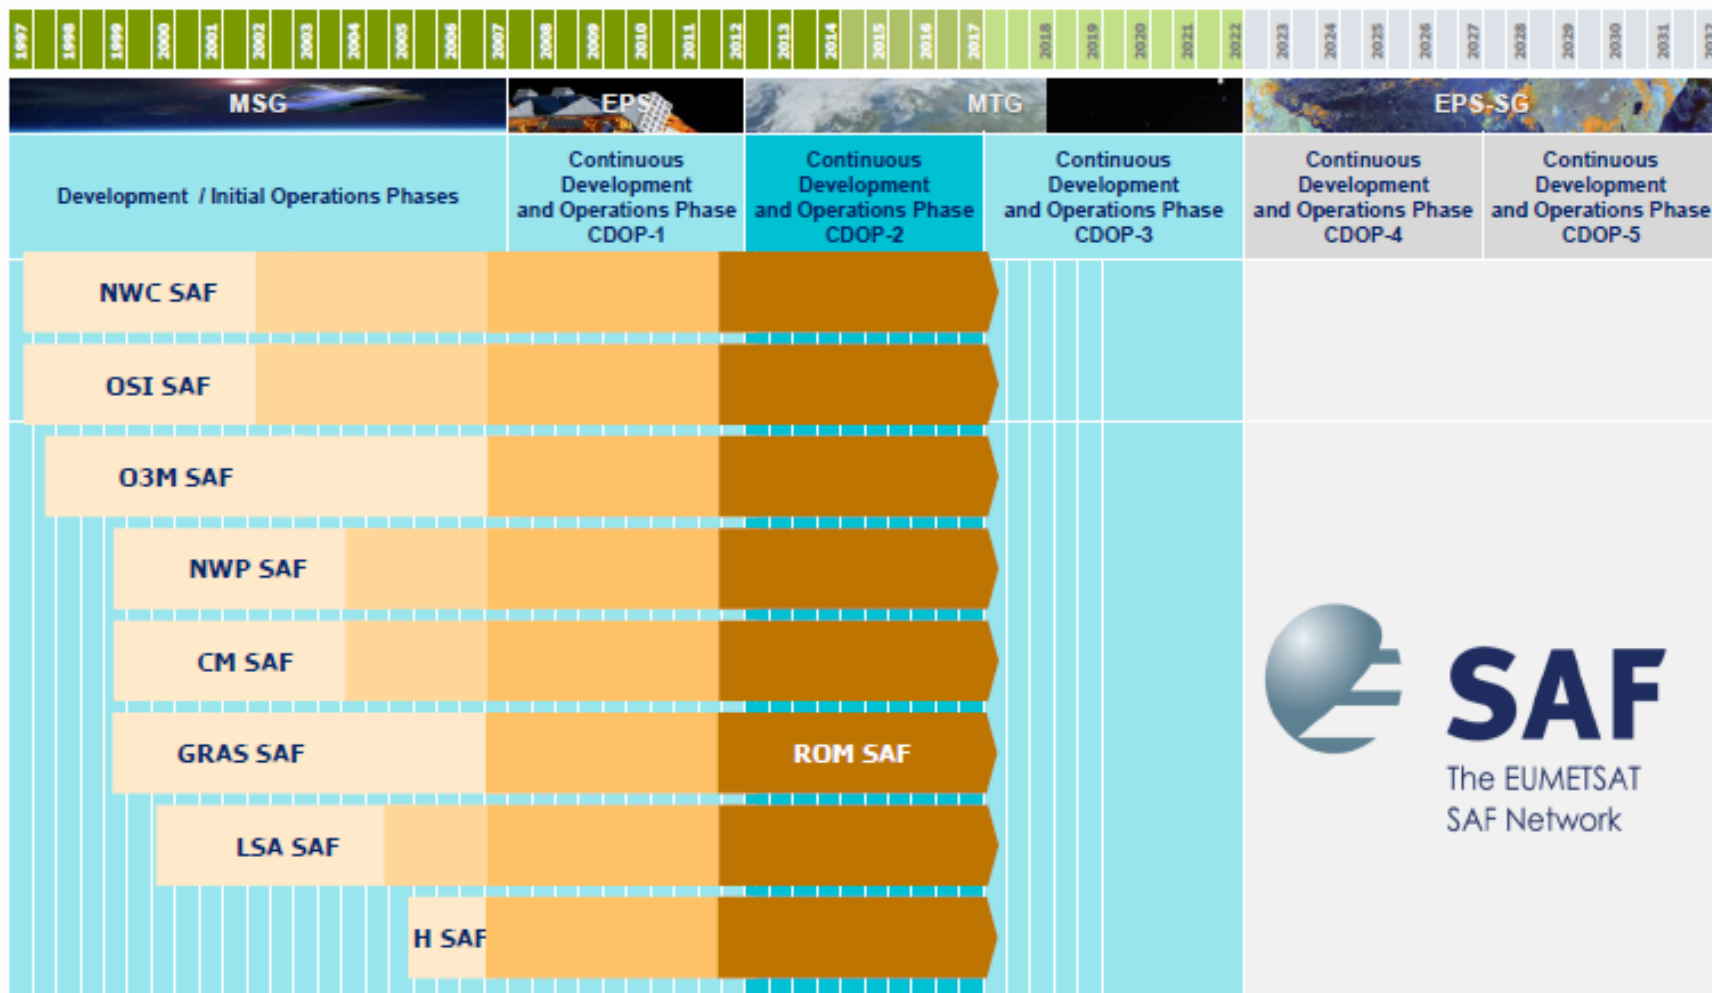 1997 1998 1999 2000 2001 2002 2003 2004 2005 2006 2007 2008 2009 2010 2011 2012 2013 2014 2015 2016 2017 2018 2019 2020 2021 2022 2023 2024 2025 2026 2027 2028 2029 2030 2031 2032
MSG EPS MTG EPS-SG
Development / Initial Operations Phases
Continuous
Development
and Operations Phase
CDOP-1
Continuous
Development
and Operations Phase
CDOP-2
Continuous
Development
and Operations Phase
CDOP-3
Continuous
Development
and Operations Phase
CDOP-4
Continuous
Development
and Operations Phase
CDOP-5
NWC SAF
OSI SAF
O3M SAF
NWP SAF
CM SAF
GRAS SAF ROM SAF
LSA SAF
H SAF
SAF
The EUMETSAT
SAF Network